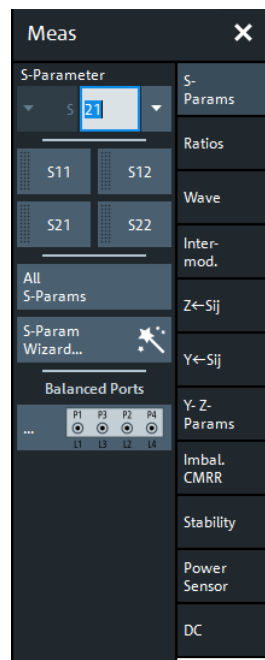 Meas
S-Parameter
S 21
S11
S12
S21
S22
All
S-Params
S-Param
Wizard...
Balanced Ports
...
P1 P3 P2 P4
L1 L3 L2 L4
S-
Params
Ratios
Wave
Inter-
mod.
Z←Sij
Y←Sij
Y- Z-
Params
Imbal.
CMRR
Stability
Power
Sensor
DC